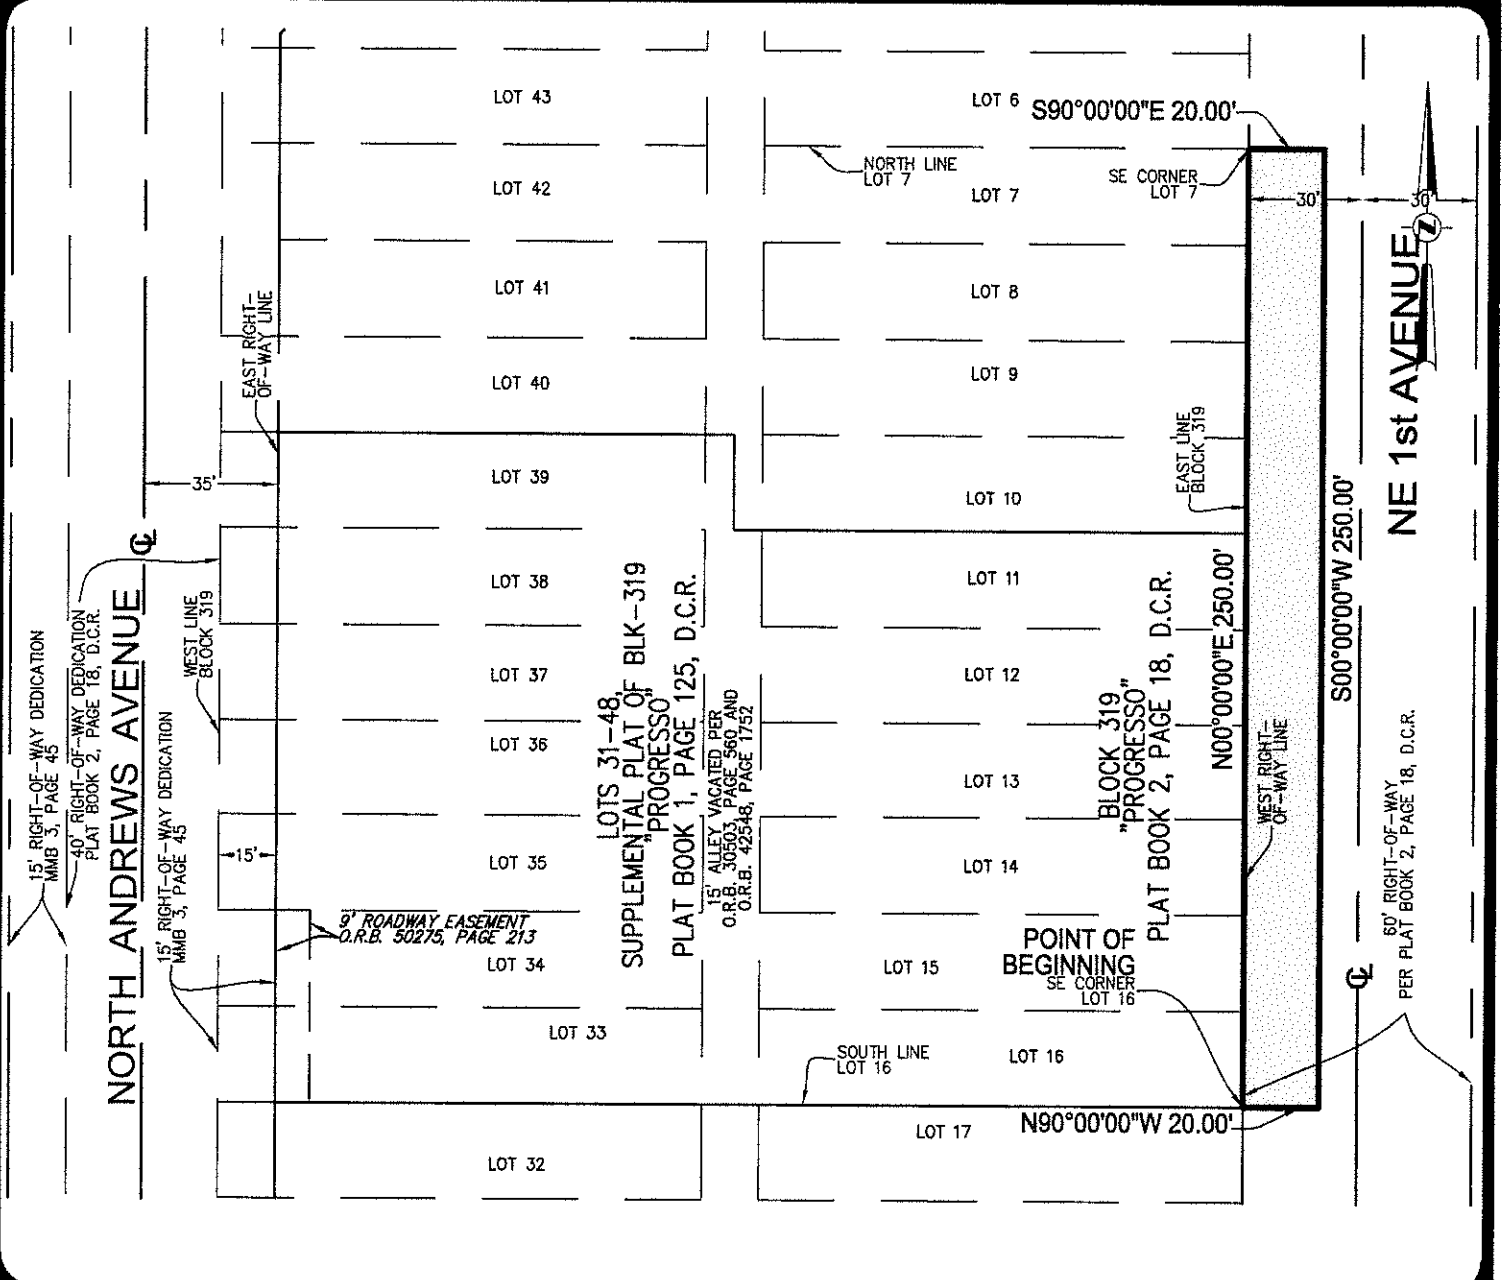 LOT 43
LOT 6
S90°00'00"E 20.00'
NORTH LINE
LOT 7
SE CORNER
LOT 7
LOT 42
LOT 7
30'
30'
N
NE 1st AVENUE
LOT 41
LOT 8
EAST RIGHT-
OF-WAY LINE
LOT 40
LOT 9
EAST LINE
BLOCK 319
35'
LOT 39
LOT 10
S00°00'00"W 250.00'
CL
LOT 38
LOT 11
N00°00'00"E 250.00'
15' RIGHT-OF-WAY DEDICATION
MMB 3, PAGE 45
40' RIGHT-OF-WAY DEDICATION
PLAT BOOK 2, PAGE 18, D.C.R.
NORTH ANDREWS AVENUE
WEST LINE
BLOCK 319
15' RIGHT-OF-WAY DEDICATION
MMB 3, PAGE 45
LOT 37
LOT 12
LOTS 31-48,
SUPPLEMENTAL PLAT OF BLK-319
"PROGRESSO"
PLAT BOOK 1, PAGE 125, D.C.R.
15' ALLEY VACATED PER
O.R.B. 30503, PAGE 560 AND
O.R.B. 42548, PAGE 1752
BLOCK 319
"PROGRESSO"
PLAT BOOK 2, PAGE 18, D.C.R.
WEST RIGHT-
OF-WAY LINE
60' RIGHT-OF-WAY
PER PLAT BOOK 2, PAGE 18, D.C.R.
LOT 36
LOT 13
15'
LOT 35
LOT 14
9' ROADWAY EASEMENT
O.R.B. 50275, PAGE 213
LOT 34
LOT 15
POINT OF
BEGINNING
SE CORNER
LOT 16
CL
LOT 33
SOUTH LINE
LOT 16
LOT 16
LOT 17
N90°00'00"W 20.00'
LOT 32